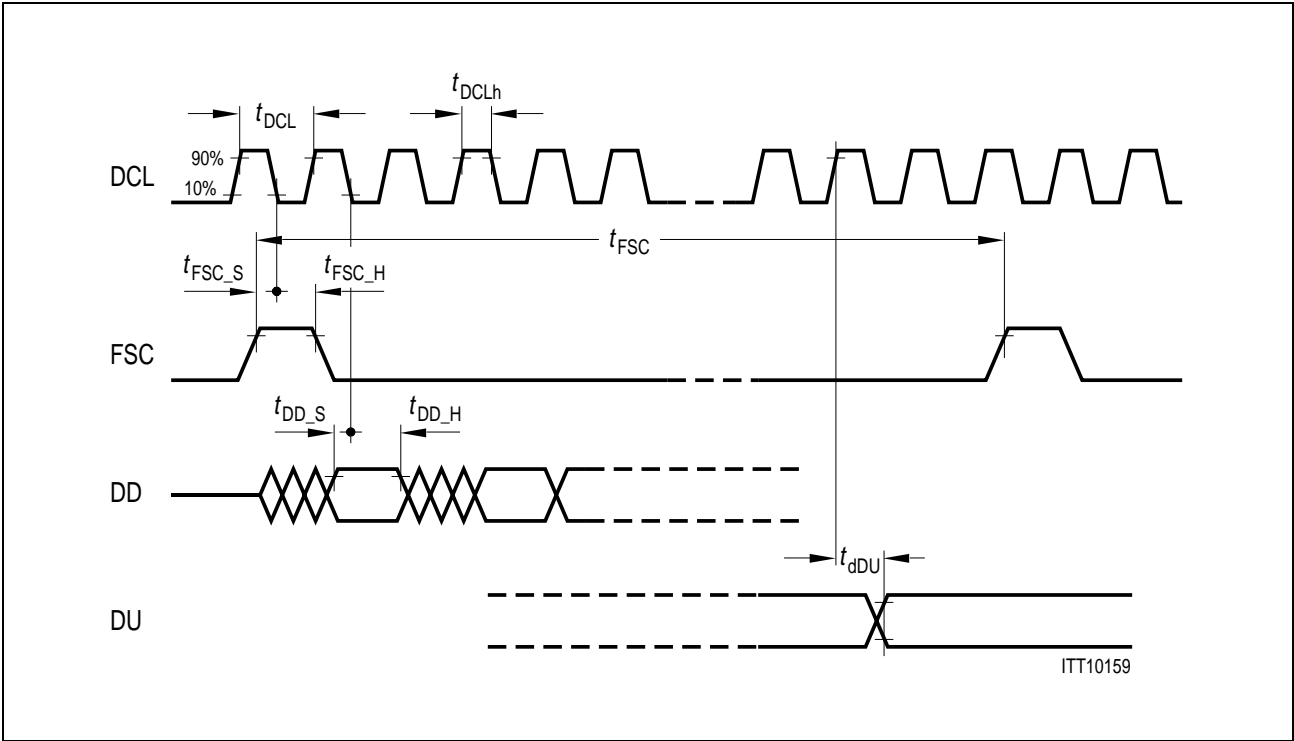 tDCLh
tDCL
90%
DCL
10%
tFSC
tFSC_S
tFSC_H
FSC
tDD_S
tDD_H
DD
tdDU
DU
ITT10159